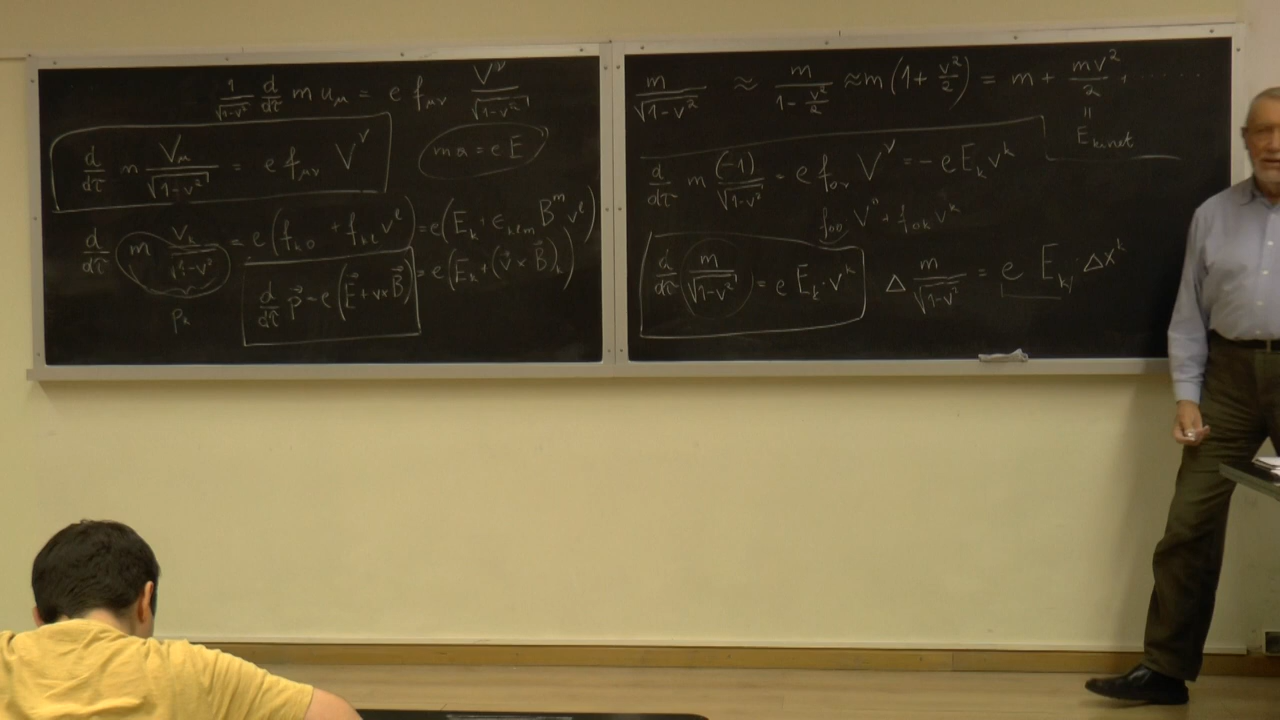 1/√(1-v²) d/dτ m u_μ = e f_μν V^ν/√(1-v²)
d/dτ m V_μ/√(1-v²) = e f_μν V^ν
ma = e E
d/dτ m V_k/√(1-v²) = e(f_k0 + f_kl v^l) = e(E_k + ε_klm B^m v^l)
p_k
d/dτ p⃗ = e(E⃗ + v×B⃗)
= e(E_k + (v⃗×B⃗)_k)
m/√(1-v²) ≈ m/(1-v²/2) ≈ m(1+v²/2) = m + mv²/2 + ......
= E_kinet
d/dτ m (-1)/√(1-v²) = e f_0ν V^ν = -e E_k v^k
f_00 V^0 + f_0k v^k
d/dτ m/√(1-v²) = e E_k · v^k
Δ m/√(1-v²) = e E_k · Δx^k